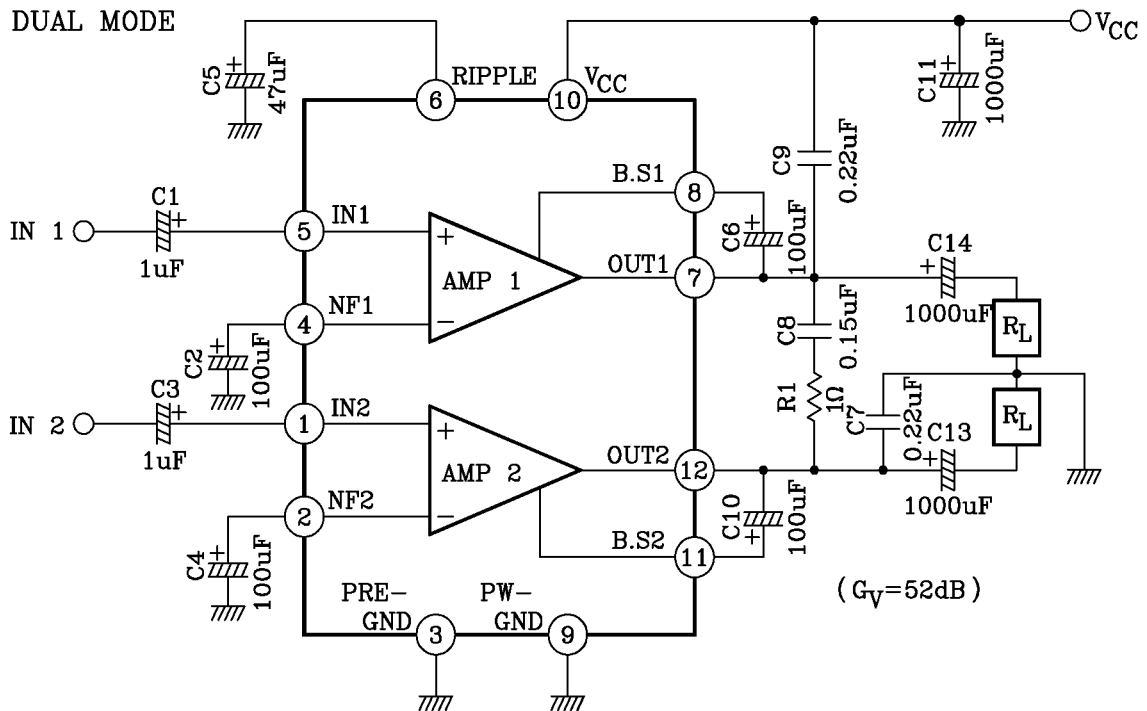 DUAL MODE
VCC
C5
47uF
RIPPLE
VCC
6
10
C11
1000uF
C9
0.22uF
B.S1
8
C1
IN 1
1uF
5
IN1
+
AMP 1
−
C6
100uF
OUT1
7
C14
1000uF
NF1
4
C2
100uF
C8
0.15uF
RL
C3
IN 2
1uF
1
IN2
+
AMP 2
−
R1
1Ω
C7
0.22uF
RL
OUT2
12
C13
1000uF
NF2
2
C4
100uF
C10
100uF
B.S2
11
(GV=52dB)
PRE-
GND
PW-
GND
3
9